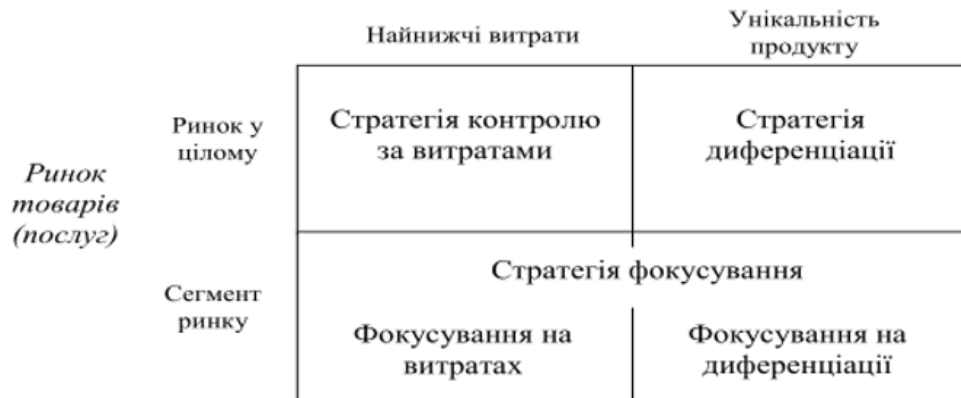 Найнижчі витрати
Унікальність
продукту
Ринок
товарів
(послуг)
Ринок у
цілому
Стратегія контролю
за витратами
Стратегія
диференціації
Сегмент
ринку
Стратегія фокусування
Фокусування на
витратах
Фокусування на
диференціації